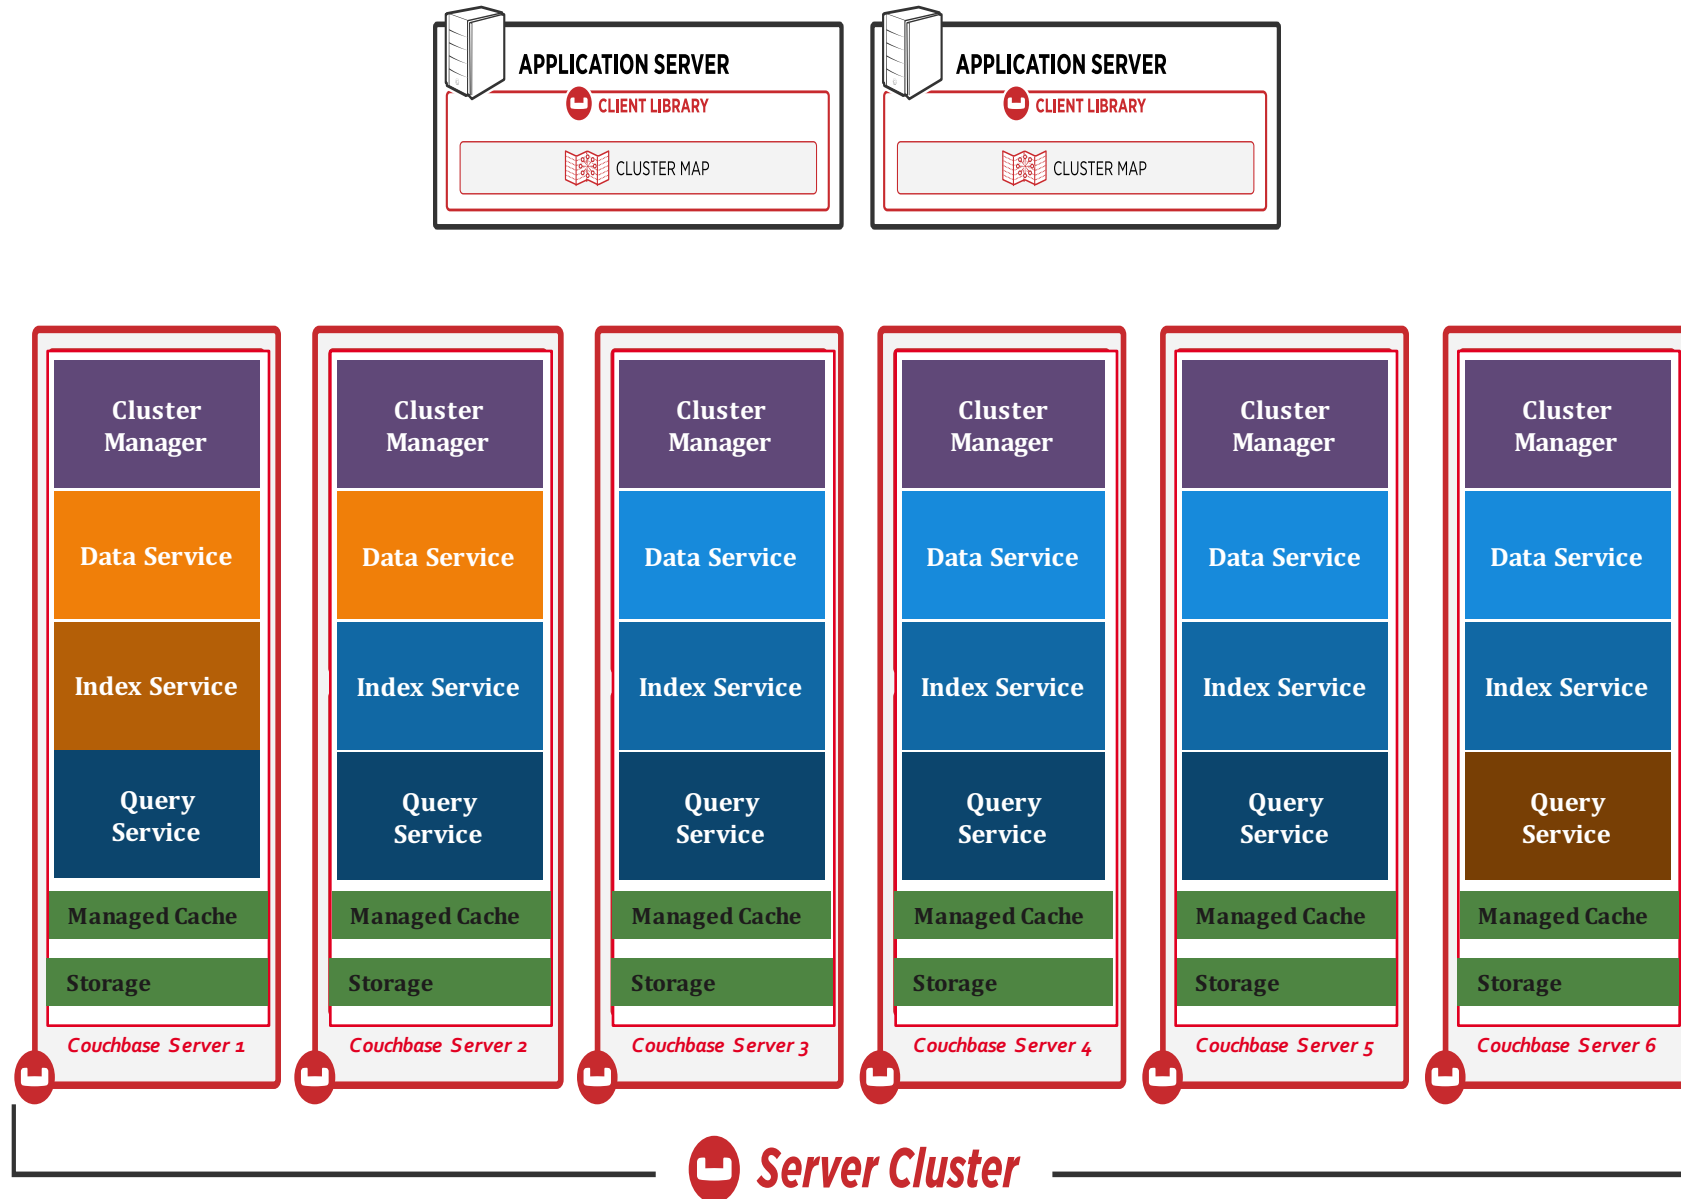 APPLICATION SERVER
CLIENT LIBRARY
CLUSTER MAP
APPLICATION SERVER
CLIENT LIBRARY
CLUSTER MAP
Cluster
Manager
Data Service
Index Service
Query
Service
Managed Cache
Storage
Couchbase Server 1
Cluster
Manager
Data Service
Index Service
Query
Service
Managed Cache
Storage
Couchbase Server 2
Cluster
Manager
Data Service
Index Service
Query
Service
Managed Cache
Storage
Couchbase Server 3
Cluster
Manager
Data Service
Index Service
Query
Service
Managed Cache
Storage
Couchbase Server 4
Cluster
Manager
Data Service
Index Service
Query
Service
Managed Cache
Storage
Couchbase Server 5
Cluster
Manager
Data Service
Index Service
Query
Service
Managed Cache
Storage
Couchbase Server 6
Server Cluster